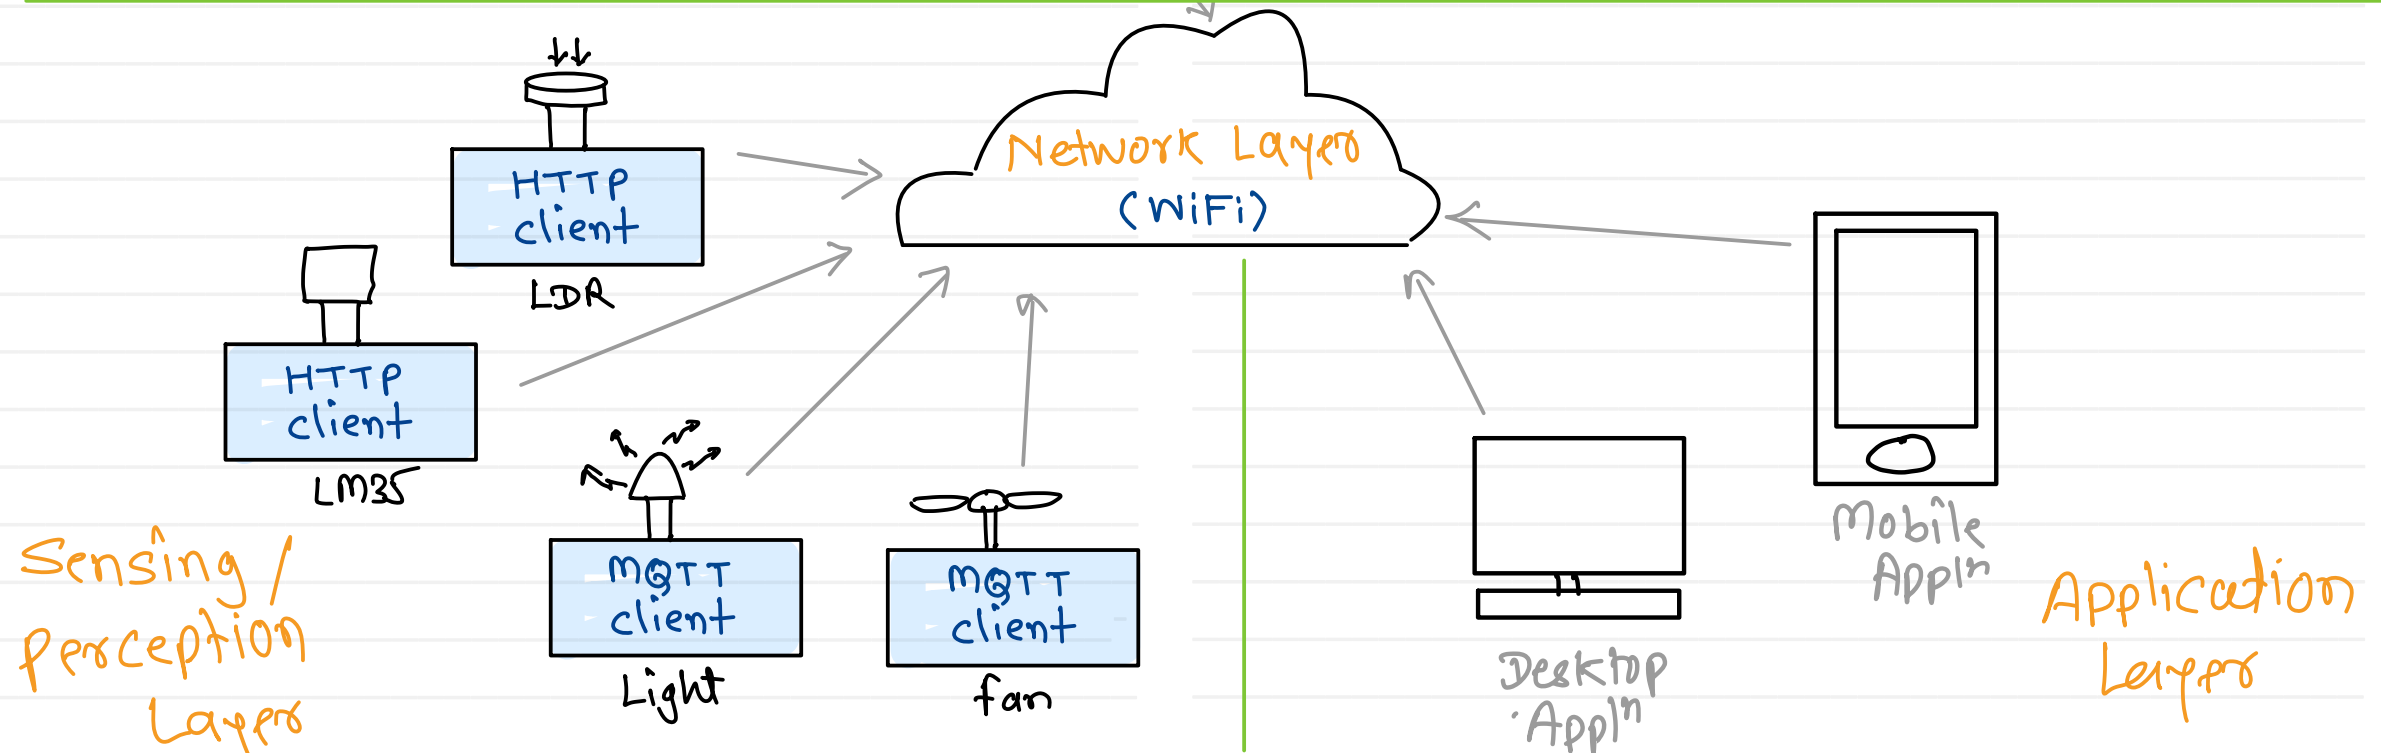 Network Layer
(WiFi)
HTTP
client
LDR
HTTP
client
LM35
MQTT
client
Light
MQTT
client
fan
Sensing /
Perception
Layer
Desktop
Appln
Mobile
Appln
Application
Layer